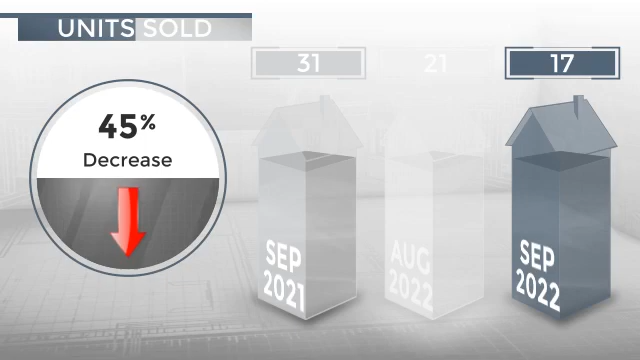 UNITS SOLD
31
21
17
45%
Decrease
SEP
2021
AUG
2022
SEP
2022